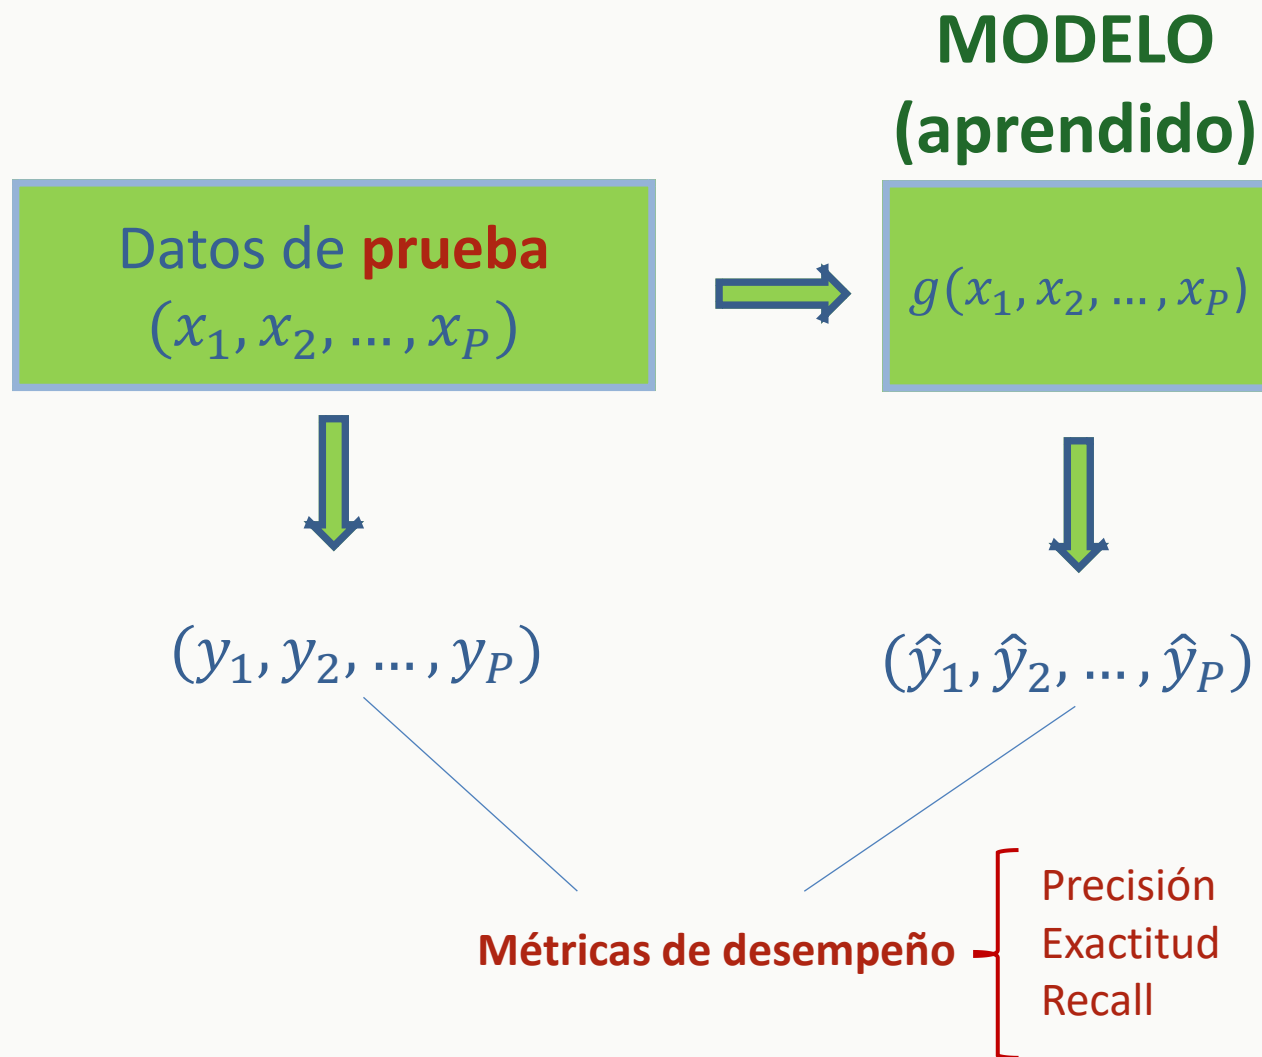 MODELO
(aprendido)
Datos de prueba
(x₁, x₂, … , x_P)
g(x₁, x₂, … , x_P)
(y₁, y₂, … , y_P)
(ŷ₁, ŷ₂, … , ŷ_P)
Métricas de desempeño
Precisión
Exactitud
Recall